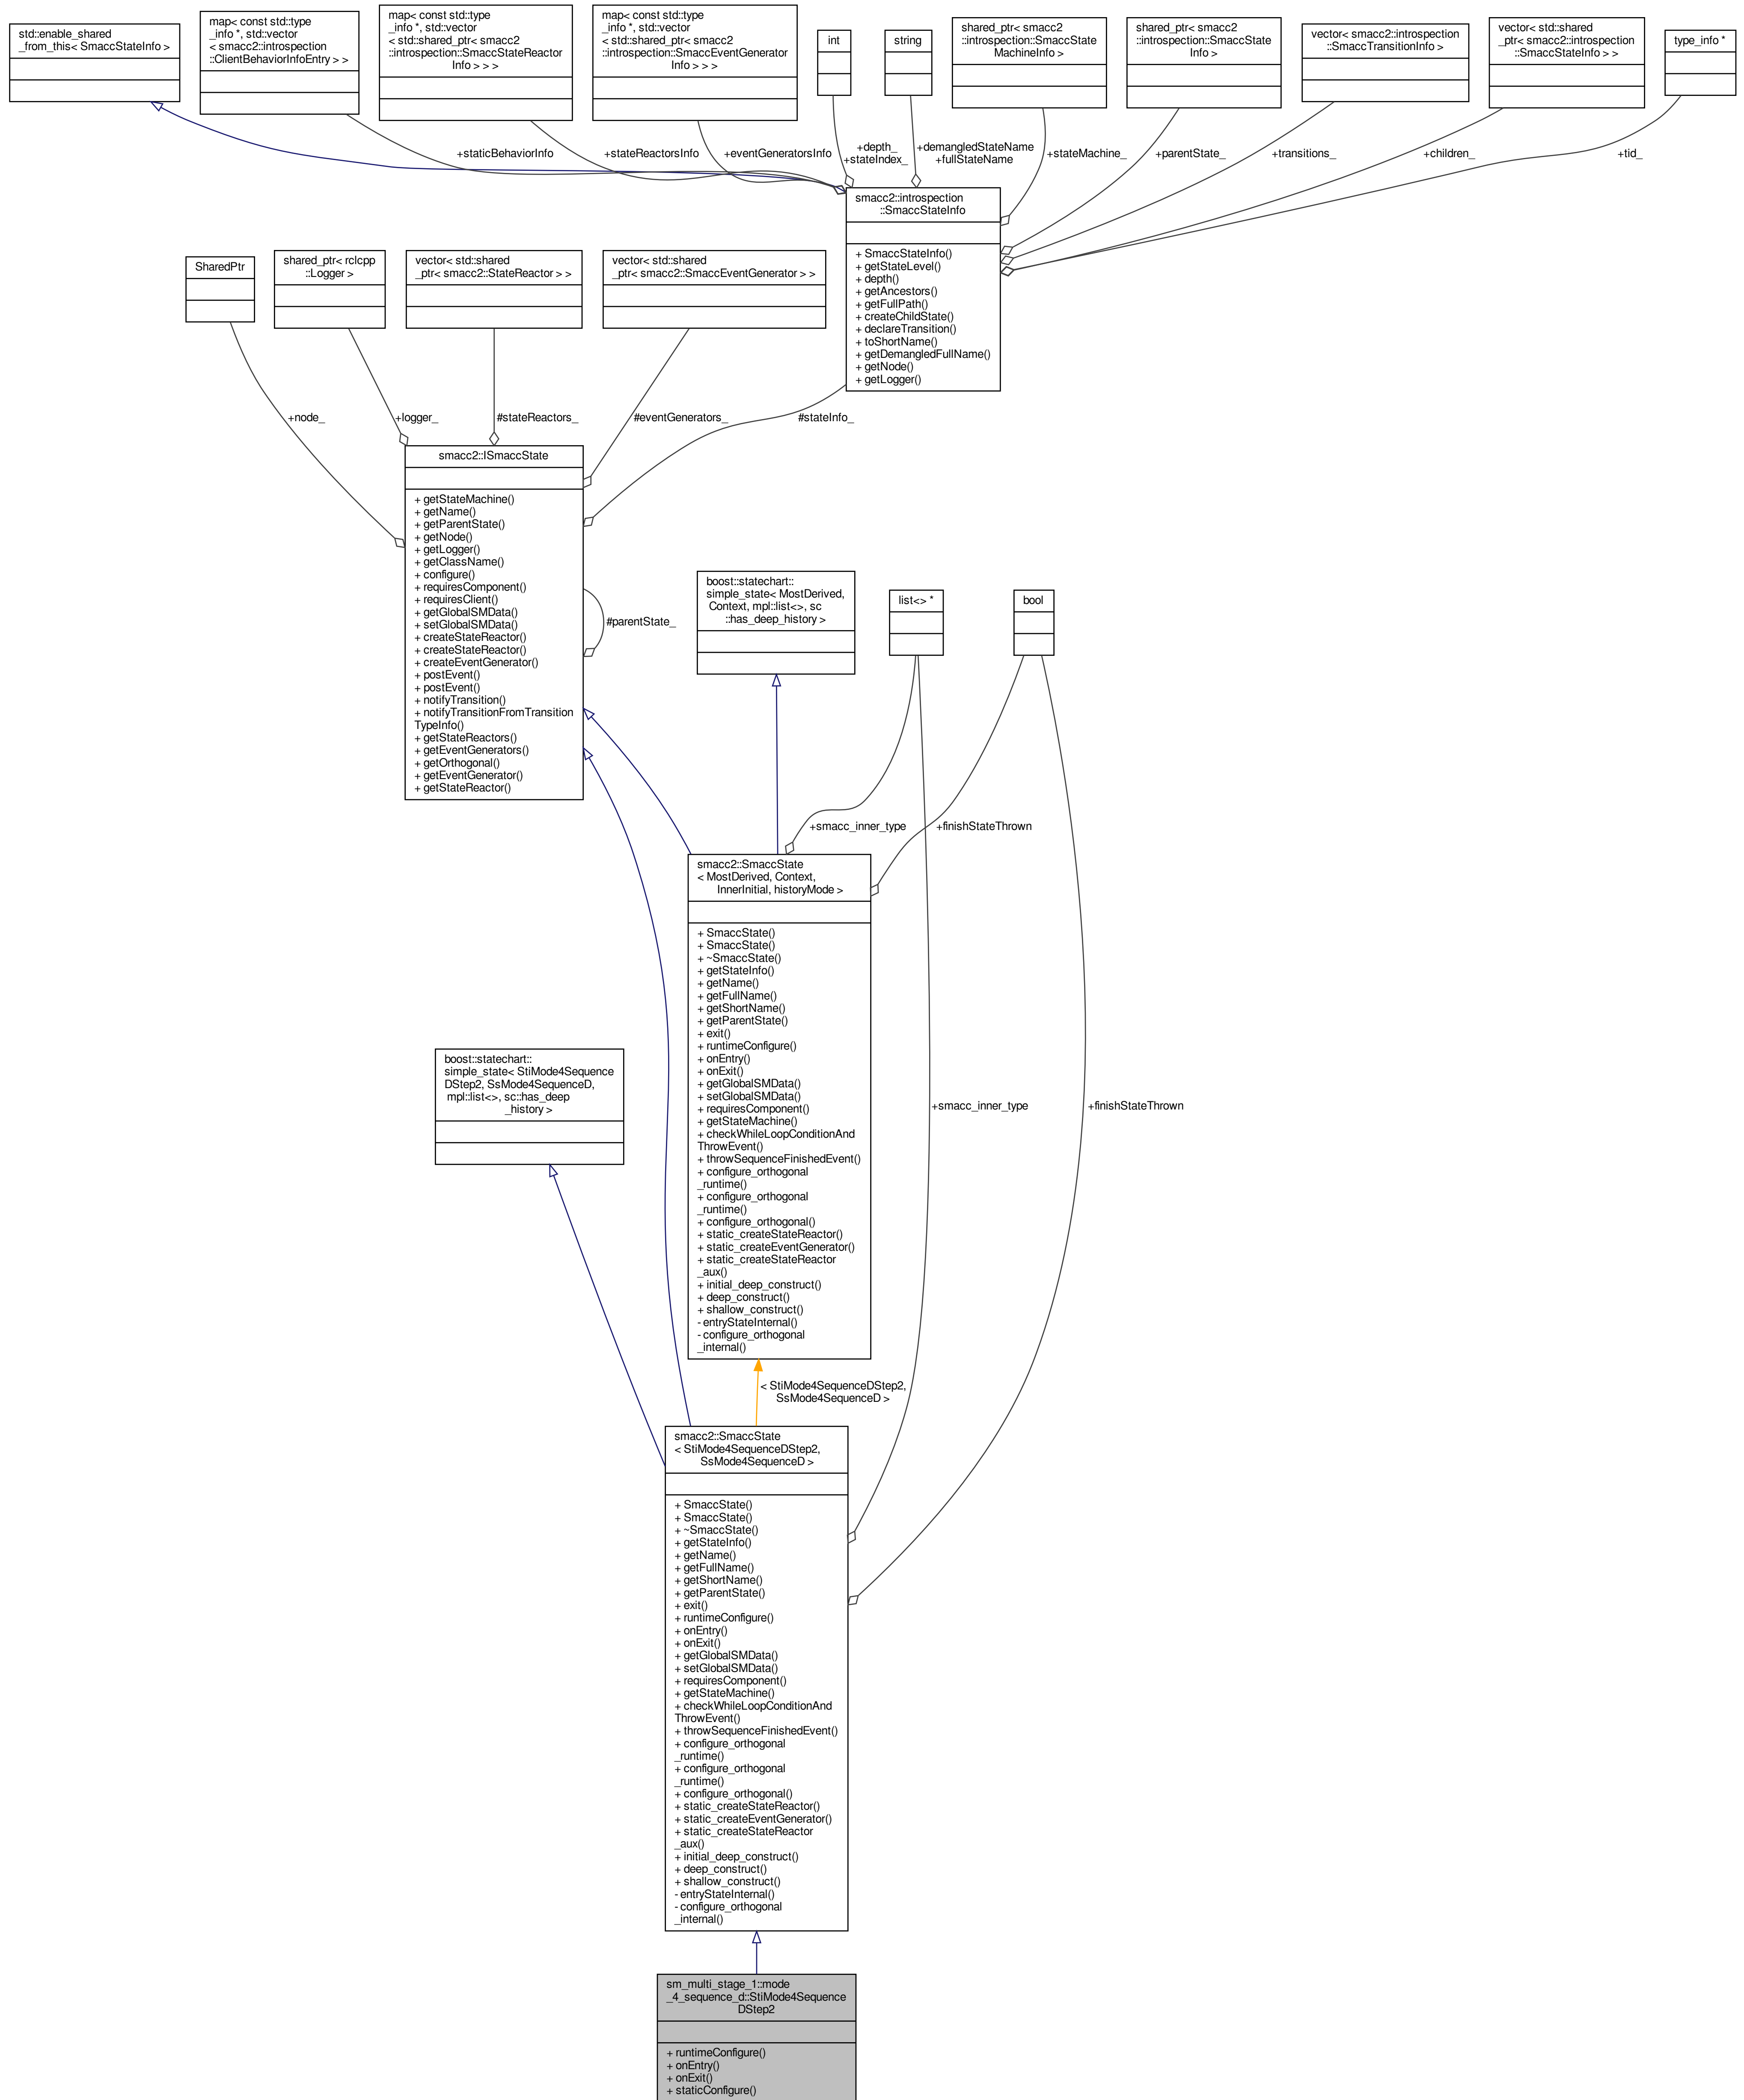 std::enable_shared
_from_this< SmaccStateInfo >
map< const std::type
_info *, std::vector
< smacc2::introspection
::ClientBehaviorInfoEntry > >
map< const std::type
_info *, std::vector
< std::shared_ptr< smacc2
::introspection::SmaccStateReactor
Info > > >
map< const std::type
_info *, std::vector
< std::shared_ptr< smacc2
::introspection::SmaccEventGenerator
Info > > >
int
string
shared_ptr< smacc2
::introspection::SmaccState
MachineInfo >
shared_ptr< smacc2
::introspection::SmaccState
Info >
vector< smacc2::introspection
::SmaccTransitionInfo >
vector< std::shared
_ptr< smacc2::introspection
::SmaccStateInfo > >
type_info *
+staticBehaviorInfo
+stateReactorsInfo
+eventGeneratorsInfo
+depth_
+stateIndex_
+demangledStateName
+fullStateName
+stateMachine_
+parentState_
+transitions_
+children_
+tid_
smacc2::introspection
::SmaccStateInfo
+ SmaccStateInfo()
+ getStateLevel()
+ depth()
+ getAncestors()
+ getFullPath()
+ createChildState()
+ declareTransition()
+ toShortName()
+ getDemangledFullName()
+ getNode()
+ getLogger()
SharedPtr
shared_ptr< rclcpp
::Logger >
vector< std::shared
_ptr< smacc2::StateReactor > >
vector< std::shared
_ptr< smacc2::SmaccEventGenerator > >
+node_
+logger_
#stateReactors_
#eventGenerators_
#stateInfo_
smacc2::ISmaccState
+ getStateMachine()
+ getName()
+ getParentState()
+ getNode()
+ getLogger()
+ getClassName()
+ configure()
+ requiresComponent()
+ requiresClient()
+ getGlobalSMData()
+ setGlobalSMData()
+ createStateReactor()
+ createStateReactor()
+ createEventGenerator()
+ postEvent()
+ postEvent()
+ notifyTransition()
+ notifyTransitionFromTransition
TypeInfo()
+ getStateReactors()
+ getEventGenerators()
+ getOrthogonal()
+ getEventGenerator()
+ getStateReactor()
#parentState_
boost::statechart::
simple_state< MostDerived,
Context, mpl::list<>, sc
::has_deep_history >
list<> *
bool
+smacc_inner_type
+finishStateThrown
smacc2::SmaccState
< MostDerived, Context,
InnerInitial, historyMode >
+ SmaccState()
+ SmaccState()
+ ~SmaccState()
+ getStateInfo()
+ getName()
+ getFullName()
+ getShortName()
+ getParentState()
+ exit()
+ runtimeConfigure()
+ onEntry()
+ onExit()
+ getGlobalSMData()
+ setGlobalSMData()
+ requiresComponent()
+ getStateMachine()
+ checkWhileLoopConditionAnd
ThrowEvent()
+ throwSequenceFinishedEvent()
+ configure_orthogonal
_runtime()
+ configure_orthogonal
_runtime()
+ configure_orthogonal()
+ static_createStateReactor()
+ static_createEventGenerator()
+ static_createStateReactor
_aux()
+ initial_deep_construct()
+ deep_construct()
+ shallow_construct()
- entryStateInternal()
- configure_orthogonal
_internal()
boost::statechart::
simple_state< StiMode4Sequence
DStep2, SsMode4SequenceD,
mpl::list<>, sc::has_deep
_history >
+smacc_inner_type
+finishStateThrown
< StiMode4SequenceDStep2,
SsMode4SequenceD >
smacc2::SmaccState
< StiMode4SequenceDStep2,
SsMode4SequenceD >
+ SmaccState()
+ SmaccState()
+ ~SmaccState()
+ getStateInfo()
+ getName()
+ getFullName()
+ getShortName()
+ getParentState()
+ exit()
+ runtimeConfigure()
+ onEntry()
+ onExit()
+ getGlobalSMData()
+ setGlobalSMData()
+ requiresComponent()
+ getStateMachine()
+ checkWhileLoopConditionAnd
ThrowEvent()
+ throwSequenceFinishedEvent()
+ configure_orthogonal
_runtime()
+ configure_orthogonal
_runtime()
+ configure_orthogonal()
+ static_createStateReactor()
+ static_createEventGenerator()
+ static_createStateReactor
_aux()
+ initial_deep_construct()
+ deep_construct()
+ shallow_construct()
- entryStateInternal()
- configure_orthogonal
_internal()
sm_multi_stage_1::mode
_4_sequence_d::StiMode4Sequence
DStep2
+ runtimeConfigure()
+ onEntry()
+ onExit()
+ staticConfigure()